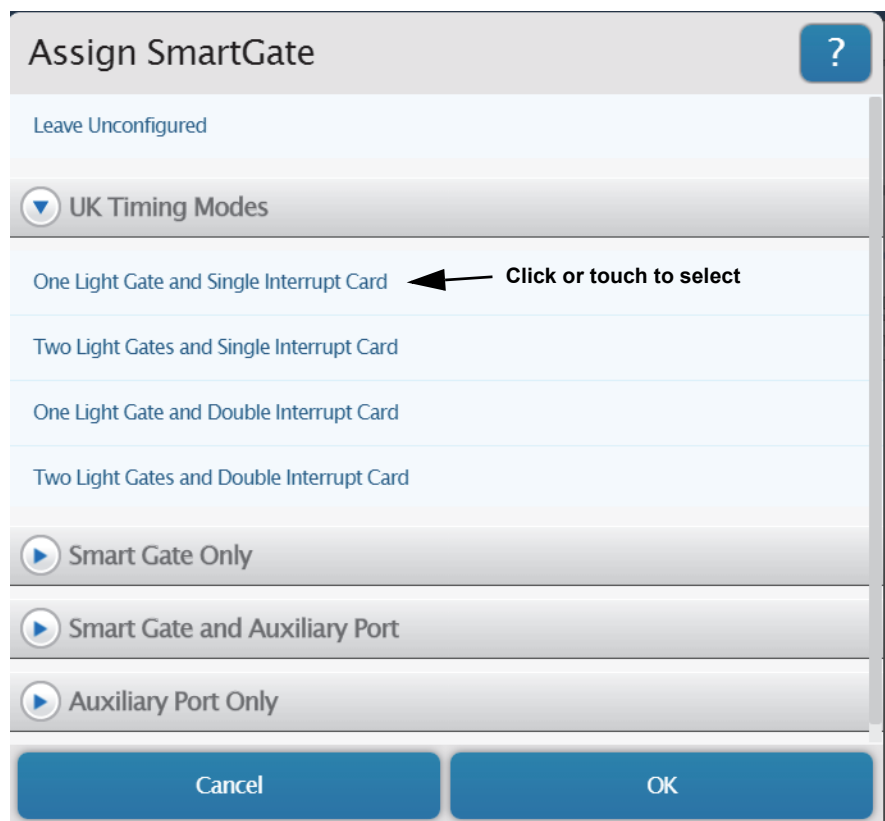 Assign SmartGate
?
Leave Unconfigured
UK Timing Modes
One Light Gate and Single Interrupt Card
Click or touch to select
Two Light Gates and Single Interrupt Card
One Light Gate and Double Interrupt Card
Two Light Gates and Double Interrupt Card
Smart Gate Only
Smart Gate and Auxiliary Port
Auxiliary Port Only
Cancel
OK